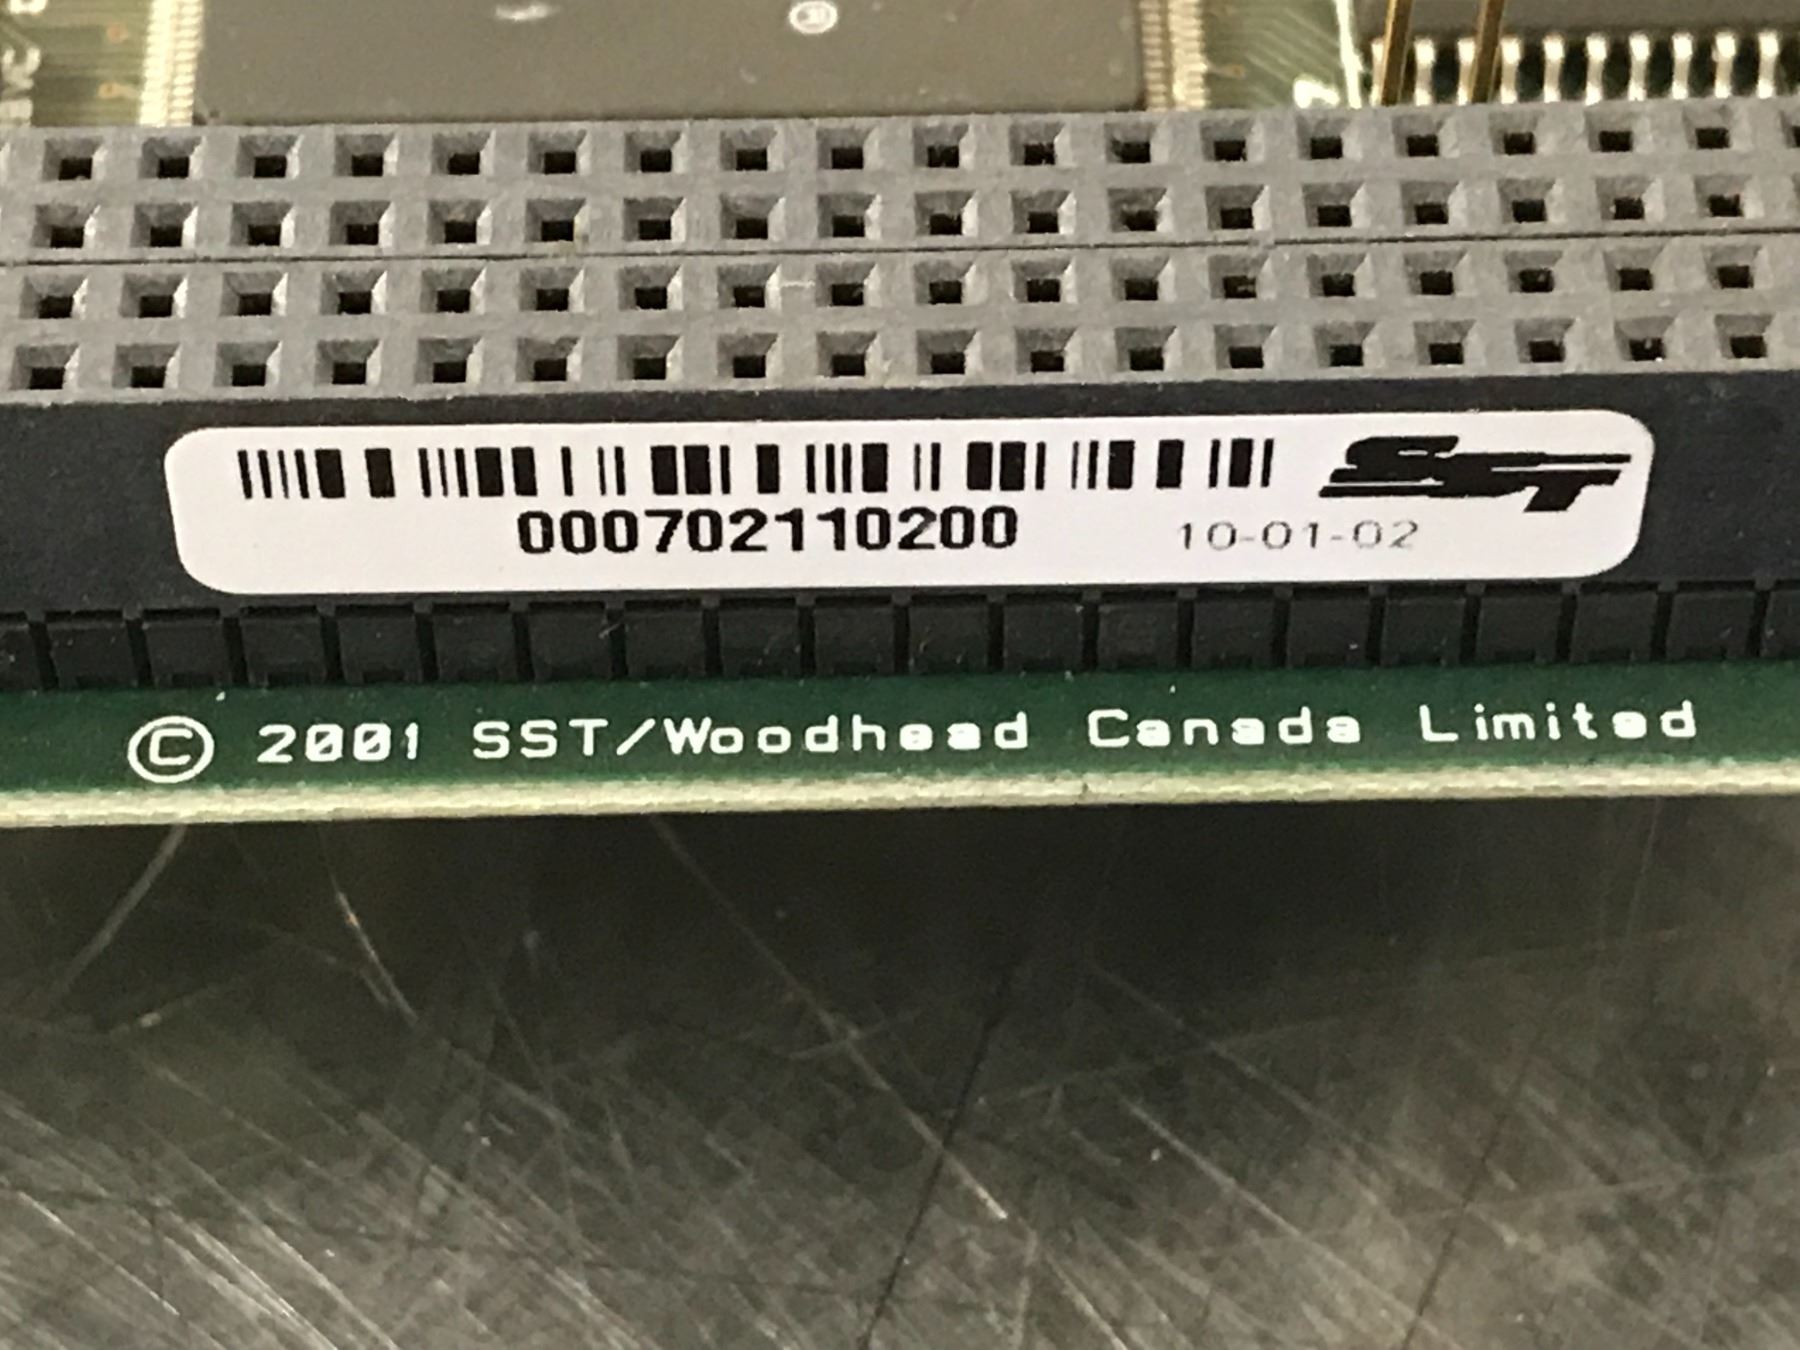 SST
000702110200 10-01-02
© 2001 SST/Woodhead Canada Limited